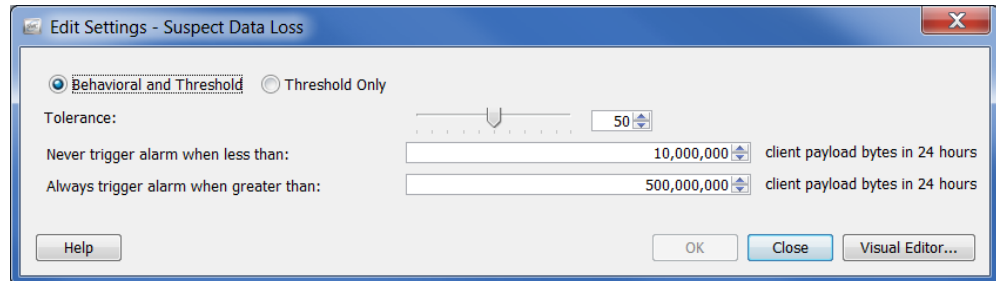 Edit Settings - Suspect Data Loss
Behavioral and Threshold Threshold Only
Tolerance: 50
Never trigger alarm when less than: 10,000,000 client payload bytes in 24 hours
Always trigger alarm when greater than: 500,000,000 client payload bytes in 24 hours
Help OK Close Visual Editor...